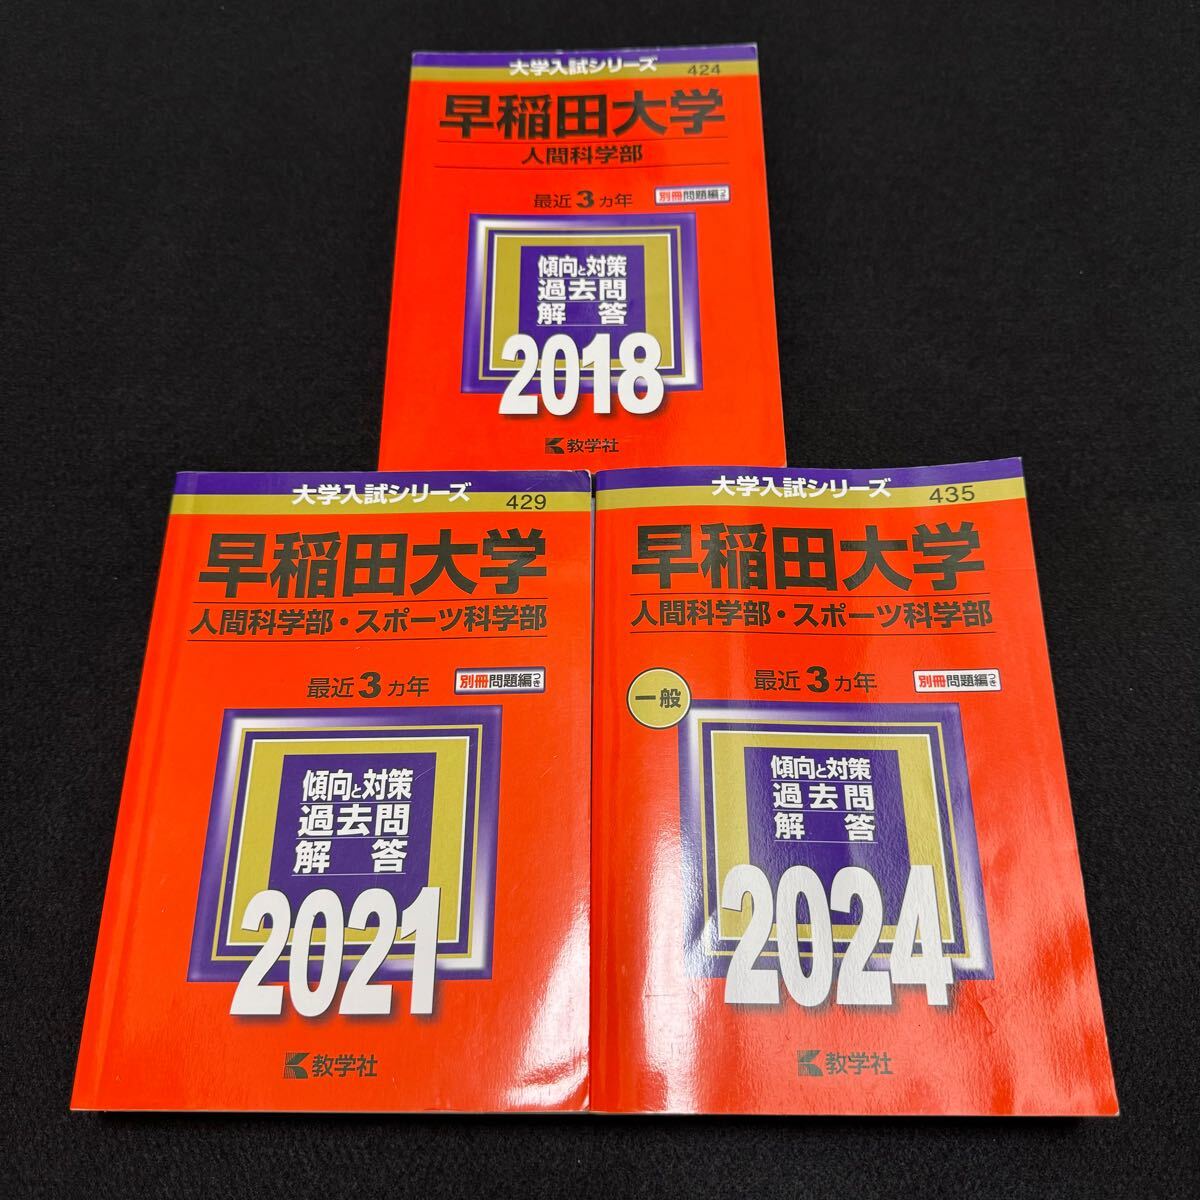 大学入試シリーズ
424
早稲田大学
人間科学部
最近3ヵ年
別冊問題編つき
傾向と対策
過去問
解答
2018
教学社
大学入試シリーズ
429
早稲田大学
人間科学部・スポーツ科学部
最近3ヵ年
別冊問題編つき
傾向と対策
過去問
解答
2021
教学社
大学入試シリーズ
435
早稲田大学
人間科学部・スポーツ科学部
一般
最近3ヵ年
別冊問題編つき
傾向と対策
過去問
解答
2024
教学社